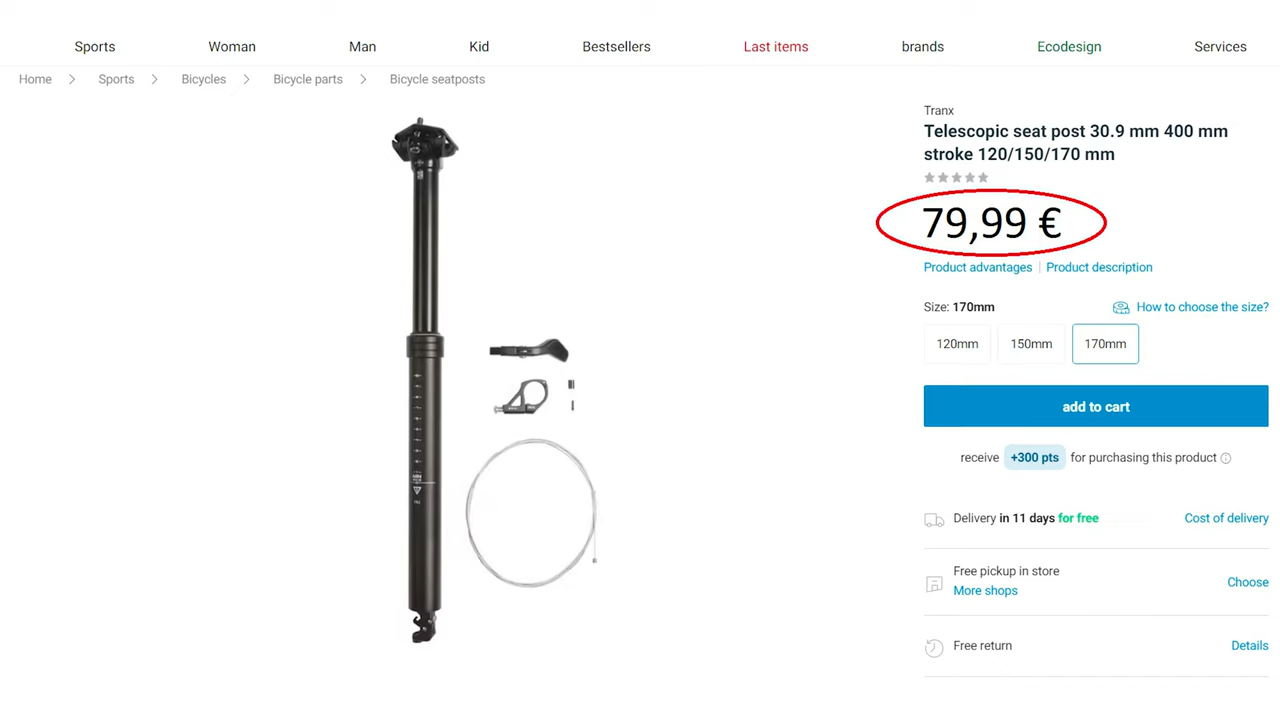 Sports Woman Man Kid Bestsellers Last items brands Ecodesign Services
Home Sports Bicycles Bicycle parts Bicycle seatposts
Tranx
Telescopic seat post 30.9 mm 400 mm
stroke 120/150/170 mm
79,99 €
Product advantages Product description
Size: 170mm How to choose the size?
120mm 150mm 170mm
add to cart
receive +300 pts for purchasing this product
Delivery in 11 days for free Cost of delivery
Free pickup in store
More shops Choose
Free return Details